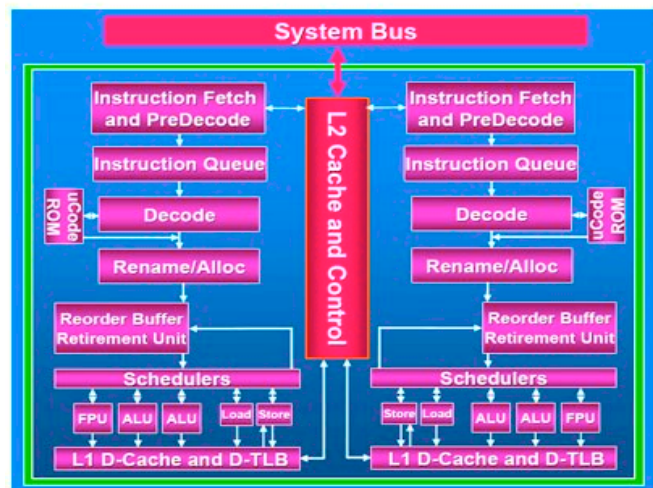 System Bus
Instruction Fetch
and PreDecode
Instruction Queue
Decode
uCode
ROM
Rename/Alloc
Reorder Buffer
Retirement Unit
Schedulers
FPU
ALU
ALU
Load
Store
L1 D-Cache and D-TLB
L2 Cache and Control
Instruction Fetch
and PreDecode
Instruction Queue
Decode
uCode
ROM
Rename/Alloc
Reorder Buffer
Retirement Unit
Schedulers
Store
Load
ALU
ALU
FPU
L1 D-Cache and D-TLB